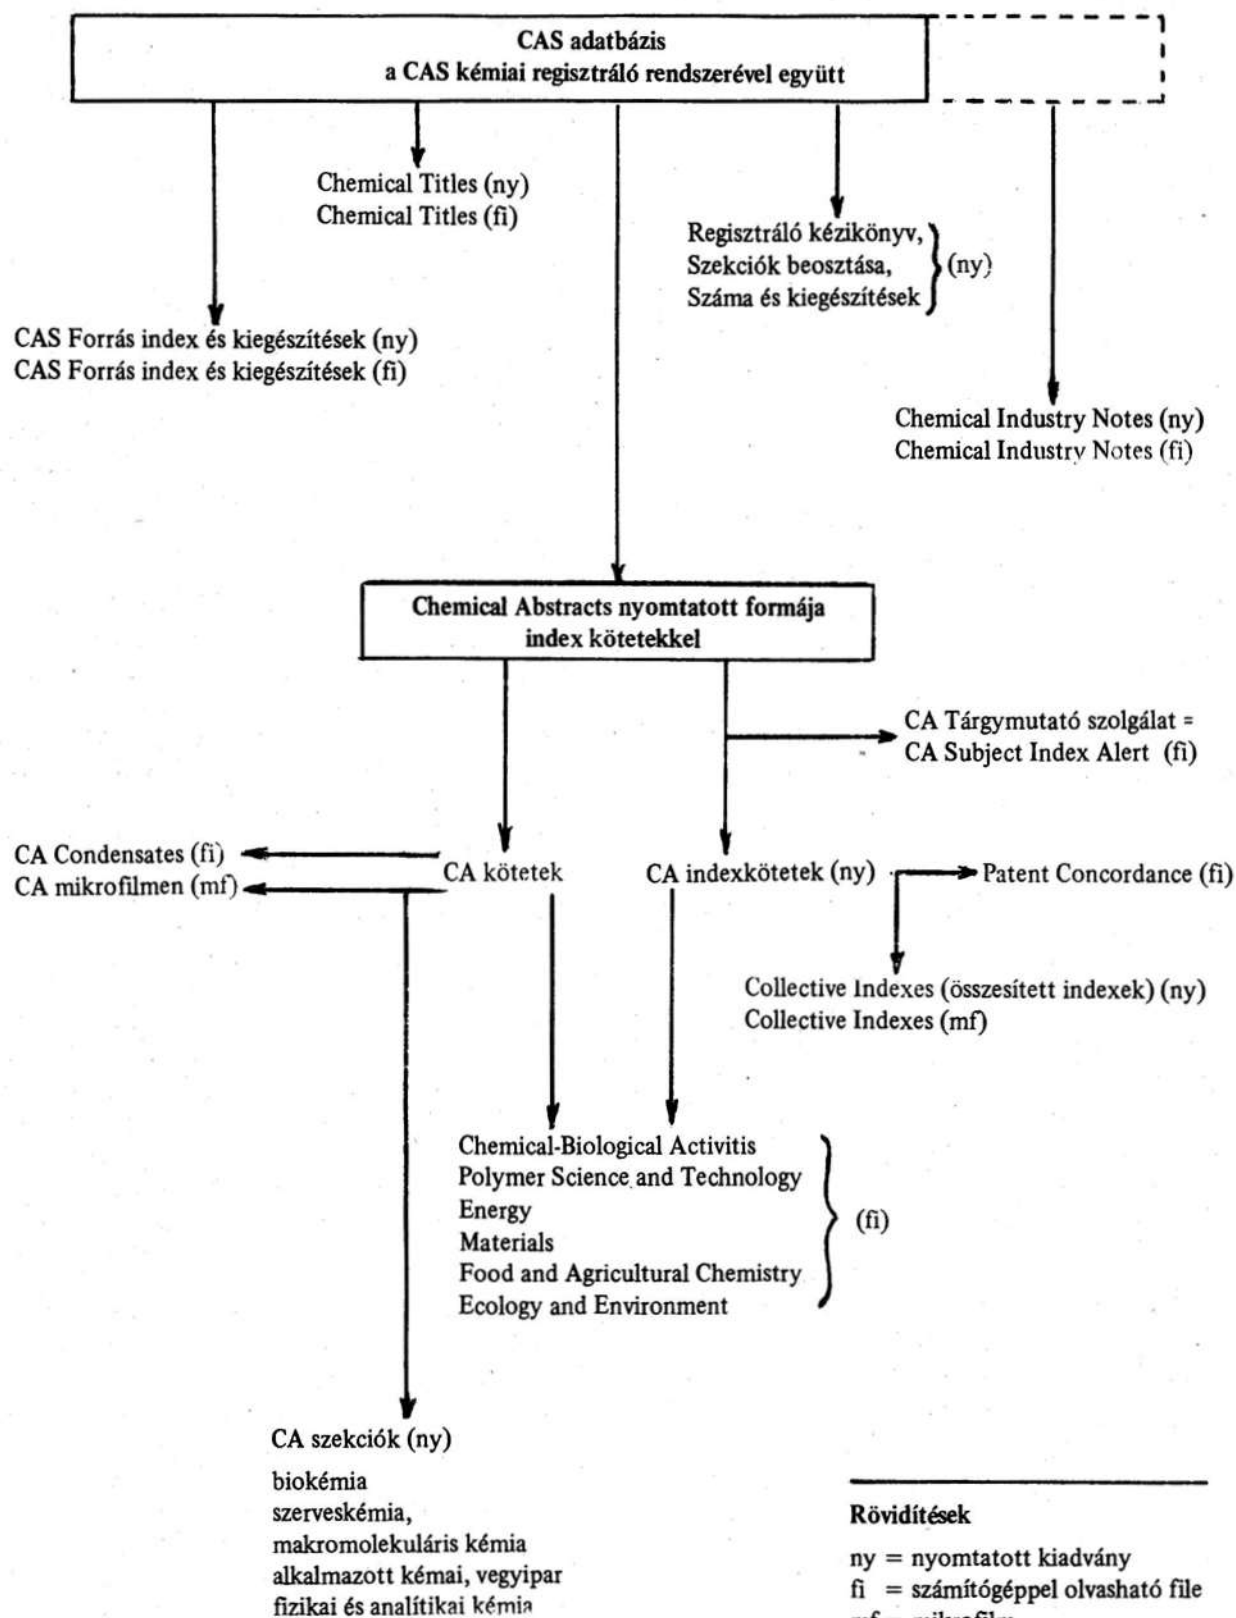 CAS adatbázis
a CAS kémiai regisztráló rendszerével együtt
Chemical Titles (ny)
Chemical Titles (fi)
Regisztráló kézikönyv,
Szekciók beosztása, (ny)
Száma és kiegészítések
CAS Forrás index és kiegészítések (ny)
CAS Forrás index és kiegészítések (fi)
Chemical Industry Notes (ny)
Chemical Industry Notes (fi)
Chemical Abstracts nyomtatott formája
index kötetekkel
CA Tárgymutató szolgálat =
CA Subject Index Alert (fi)
CA Condensates (fi)
CA mikrofilmen (mf)
CA kötetek
CA indexkötetek (ny)
Patent Concordance (fi)
Collective Indexes (összesített indexek) (ny)
Collective Indexes (mf)
Chemical-Biological Activitis
Polymer Science and Technology
Energy
Materials
Food and Agricultural Chemistry
Ecology and Environment
(fi)
CA szekciók (ny)
biokémia
szerveskémia,
makromolekuláris kémia
alkalmazott kémai, vegyipar
fizikai és analítikai kémia
Rövidítések
ny = nyomtatott kiadvány
fi = számítógéppel olvasható file
mf = mikrofilm